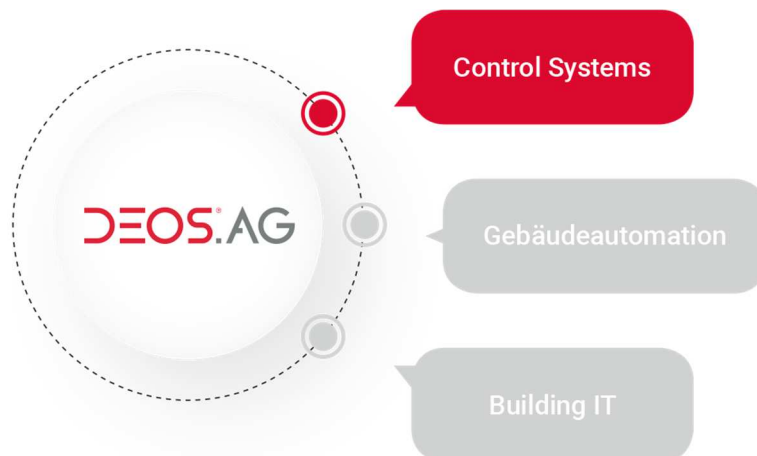 DEOS®.AG
Control Systems
Gebäudeautomation
Building IT